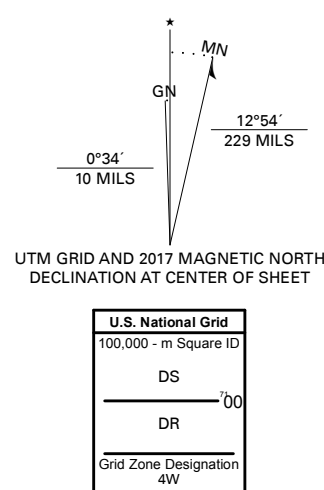 ★
MN
GN
12°54´
229 MILS
0°34´
10 MILS
UTM GRID AND 2017 MAGNETIC NORTH
DECLINATION AT CENTER OF SHEET
U.S. National Grid
100,000 - m Square ID
DS
7100
DR
Grid Zone Designation
4W